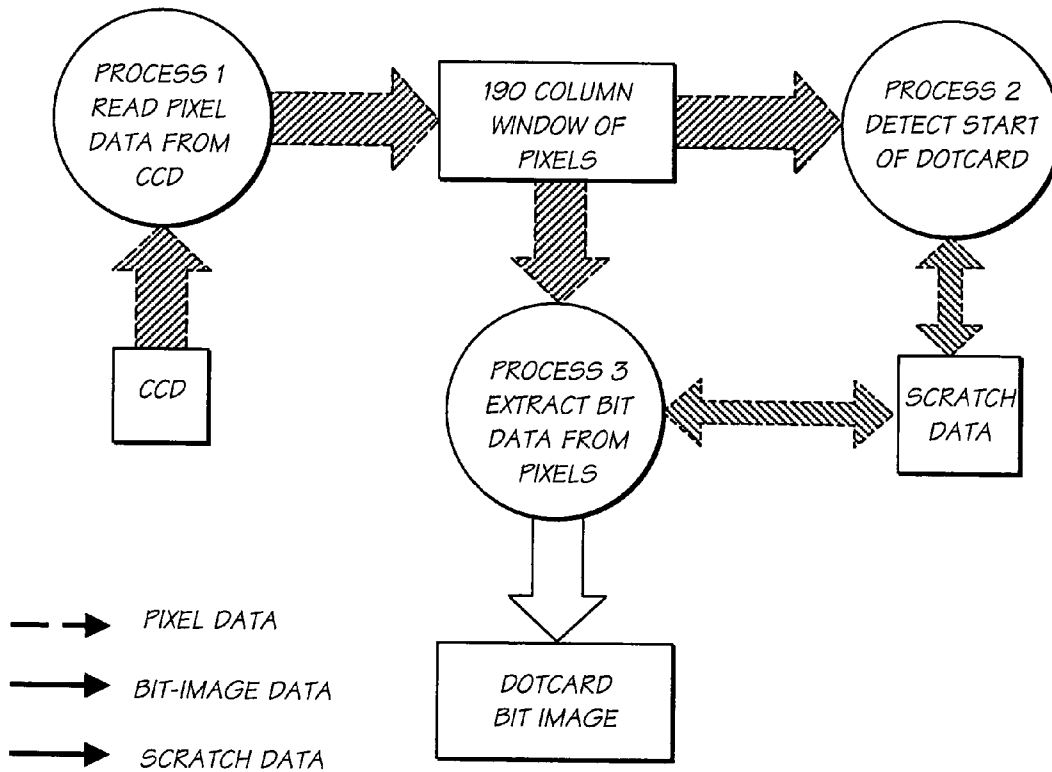 PROCESS 1
READ PIXEL
DATA FROM
CCD
190 COLUMN
WINDOW OF
PIXELS
PROCESS 2
DETECT START
OF DOTCARD
CCD
PROCESS 3
EXTRACT BIT
DATA FROM
PIXELS
SCRATCH
DATA
PIXEL DATA
BIT-IMAGE DATA
SCRATCH DATA
DOTCARD
BIT IMAGE